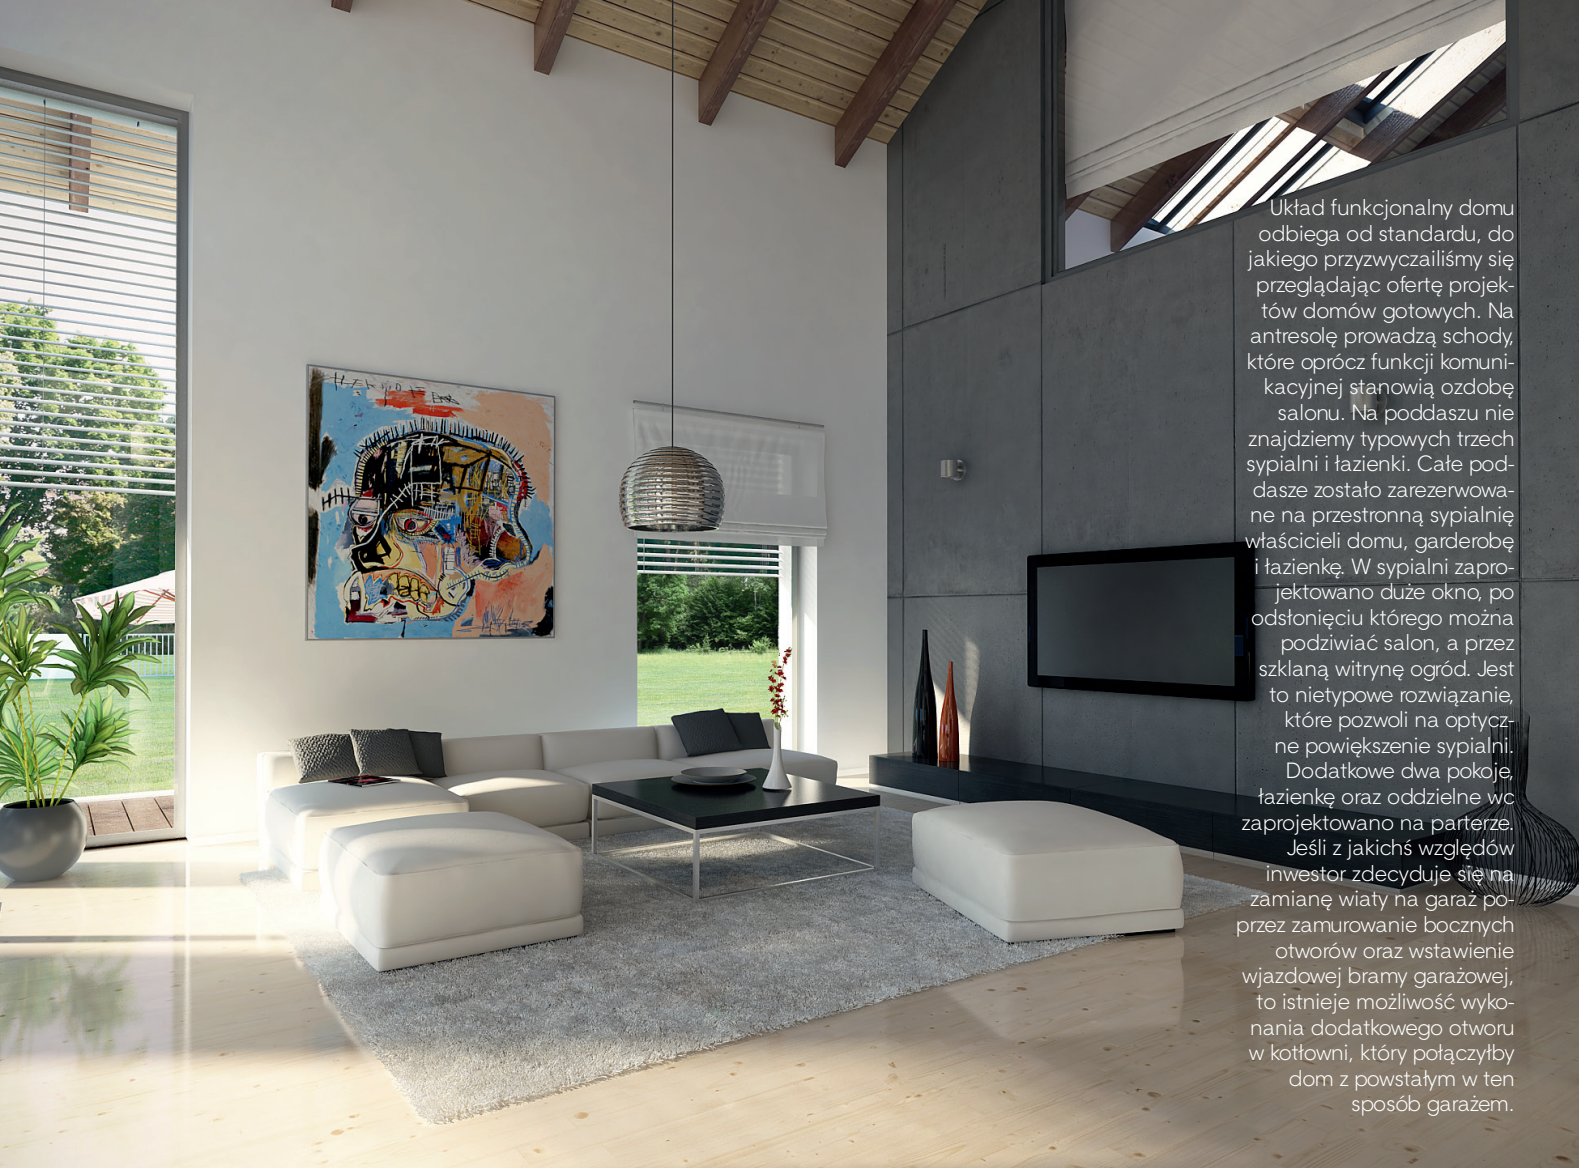 Układ funkcjonalny domu
odbiega od standardu, do
jakiego przyzwyczailiśmy się
przeglądając ofertę projek-
tów domów gotowych. Na
antresolę prowadzą schody,
które oprócz funkcji komuni-
kacyjnej stanowią ozdobę
salonu. Na poddaszu nie
znajdziemy typowych trzech
sypialni i łazienki. Całe pod-
dasze zostało zarezerwowa-
ne na przestronną sypialnię
właścicieli domu, garderobę
i łazienkę. W sypialni zapro-
jektowano duże okno, po
odsłonięciu którego można
podziwiać salon, a przez
szklaną witrynę ogród. Jest
to nietypowe rozwiązanie,
które pozwoli na optycz-
ne powiększenie sypialni.
Dodatkowe dwa pokoje,
łazienkę oraz oddzielne wc
zaprojektowano na parterze.
Jeśli z jakichś względów
inwestor zdecyduje się na
zamianę wiaty na garaż po-
przez zamurowanie bocznych
otworów oraz wstawienie
wjazdowej bramy garażowej,
to istnieje możliwość wyko-
nania dodatkowego otworu
w kotłowni, który połączyłby
dom z powstałym w ten
sposób garażem.